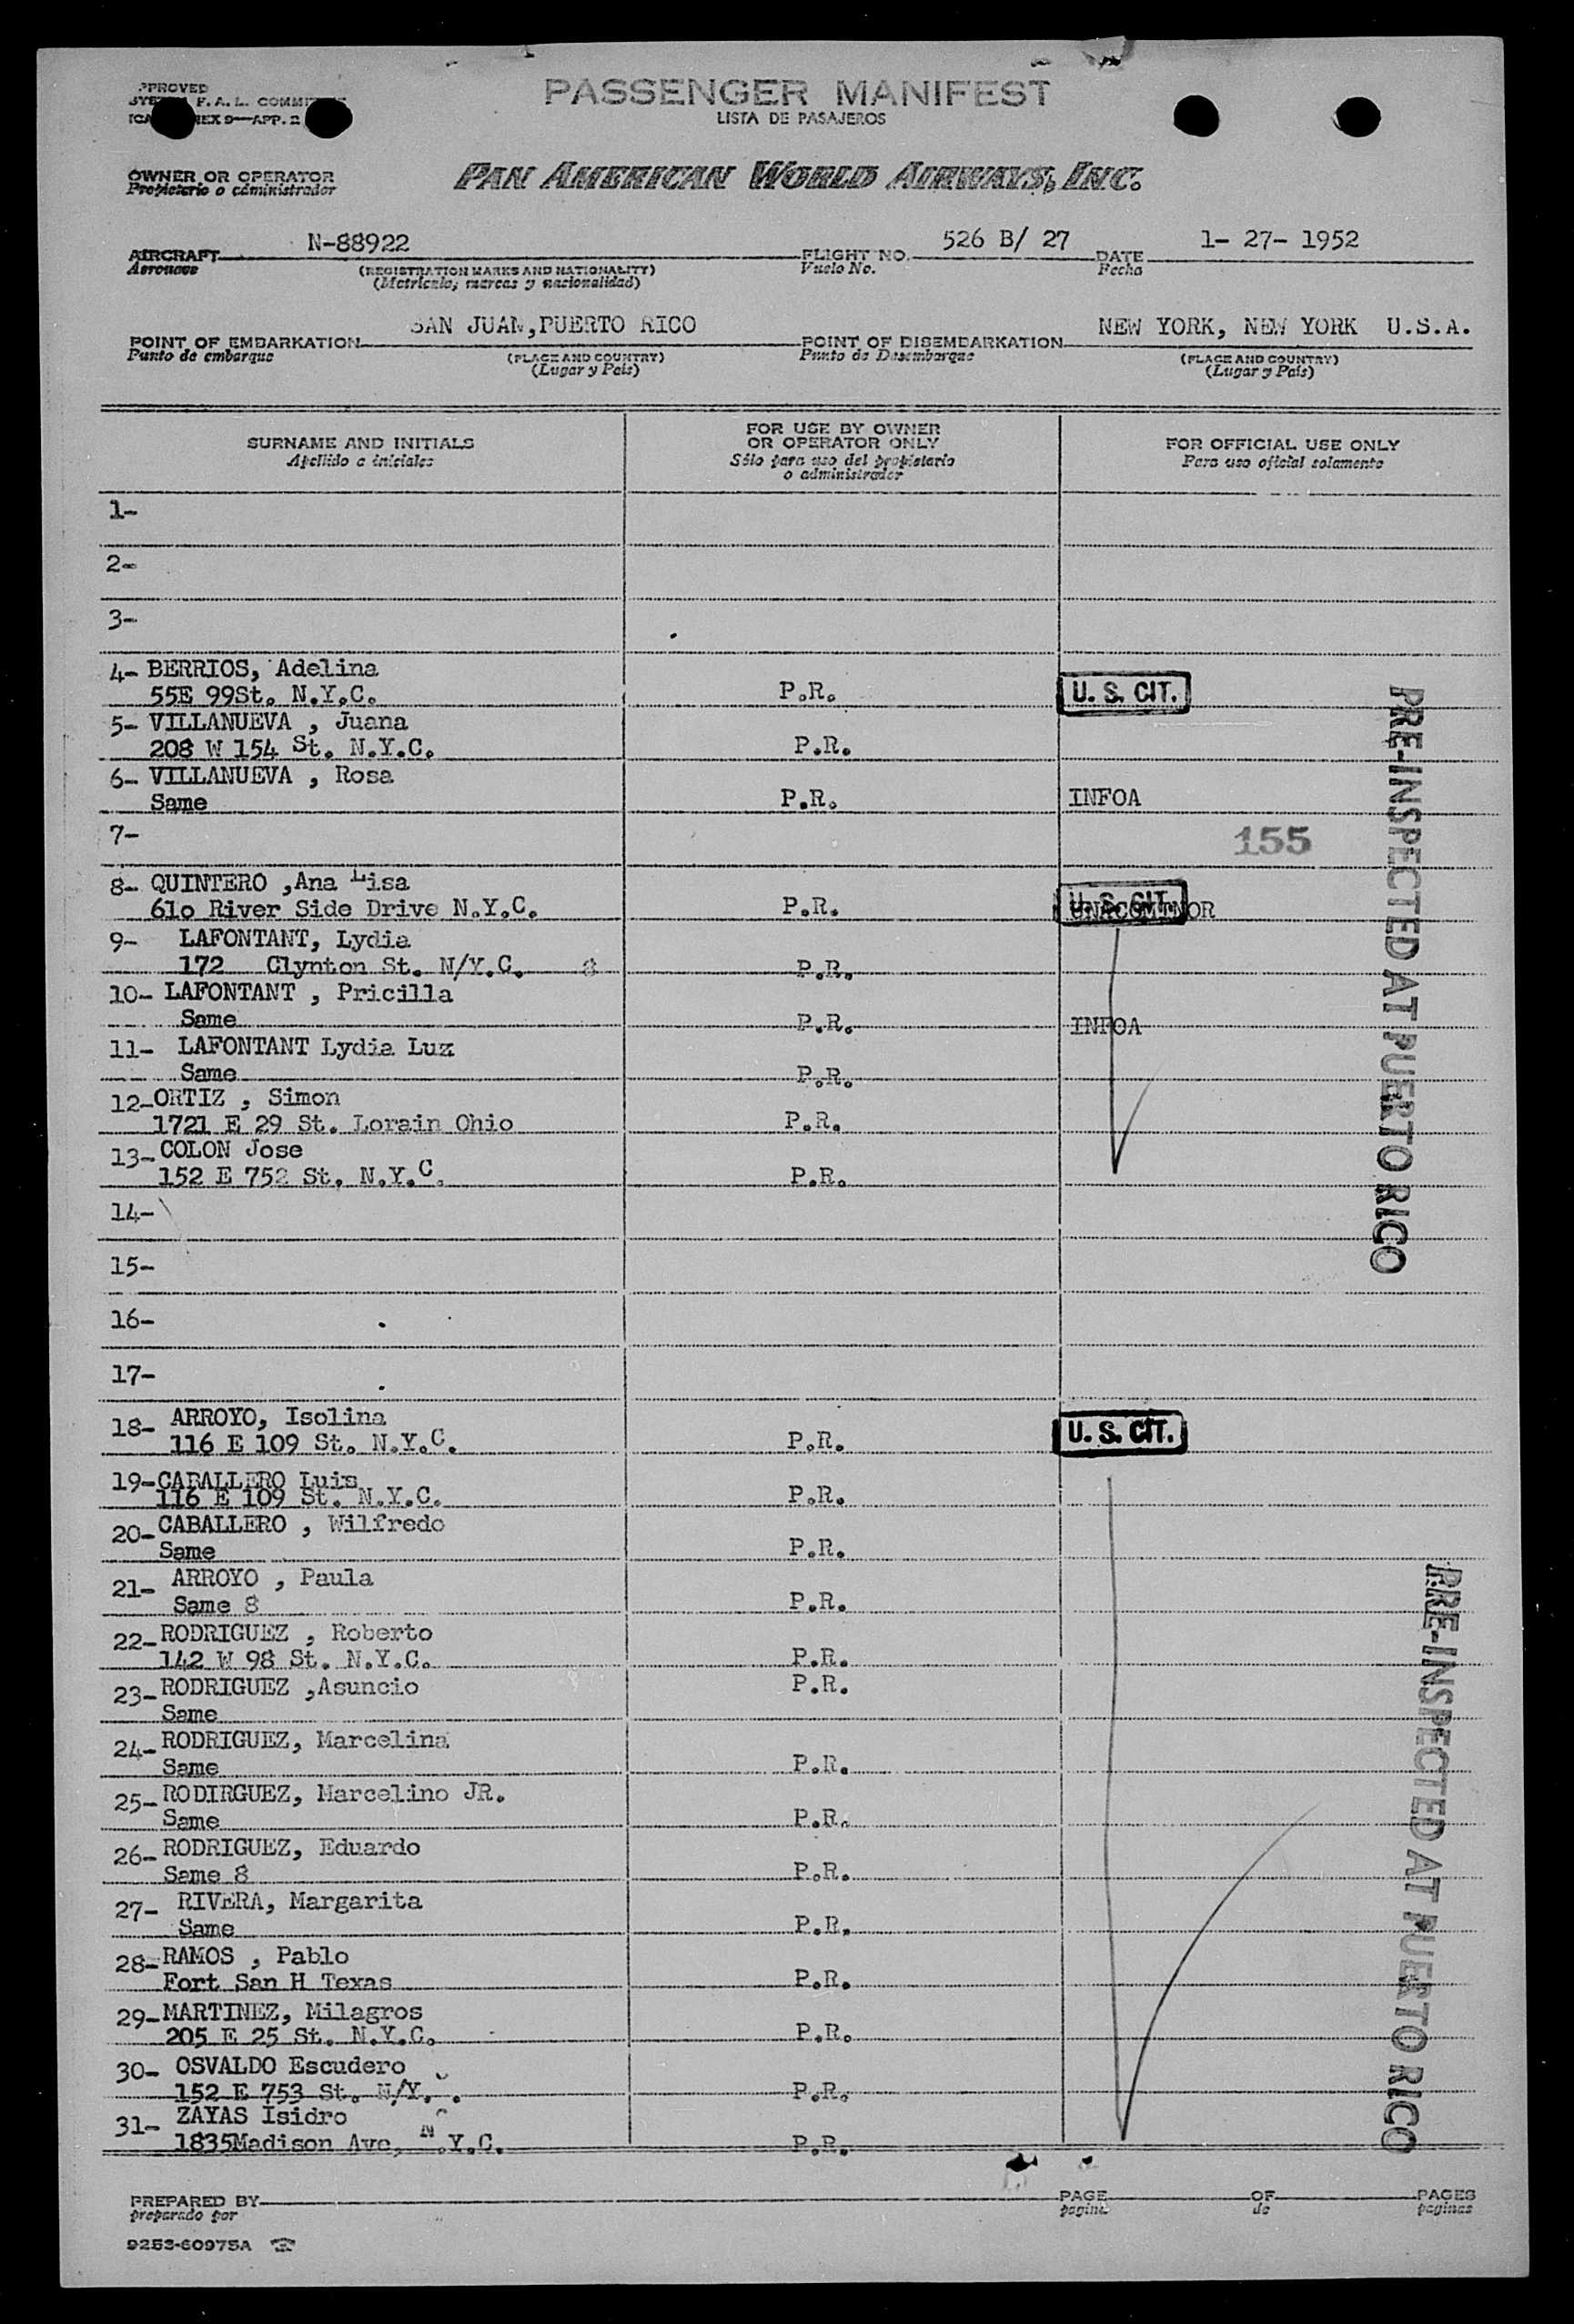 PASSENGER MANIFEST
LISTA DE PASAJEROS
PPROVED
F. A. L. COMMITTEE
EX 9—APP. 2
OWNER OR OPERATOR
Propietario o administrador
PAN AMERICAN WORLD AIRWAYS, INC.
AIRCRAFT N-88922 FLIGHT NO. 526 B/ 27 DATE 1- 27- 1952
Aeronave (REGISTRATION MARKS AND NATIONALITY) Vuelo No. Fecha
(Matricula, marcas y nacionalidad)
POINT OF EMBARKATION SAN JUAN,PUERTO RICO POINT OF DISEMBARKATION NEW YORK, NEW YORK U.S.A.
Punto de embarque (PLACE AND COUNTRY) Punto de Desembarque (PLACE AND COUNTRY)
(Lugar y País) (Lugar y País)
SURNAME AND INITIALS
Apellido e iniciales
FOR USE BY OWNER
OR OPERATOR ONLY
Sólo para uso del propietario
o administrador
FOR OFFICIAL USE ONLY
Para uso oficial solamente
1-
2-
3-
4- BERRIOS, Adelina
55E 99St. N.Y.C. P.R. U. S. CIT.
5- VILLANUEVA , Juana
208 W 154 St. N.Y.C. P.R.
6- VILLANUEVA , Rosa
Same P.R. INFOA
7- 155
8- QUINTERO ,Ana Lisa
61o River Side Drive N.Y.C. P.R. U. S. CIT. UNACOMINOR
9- LAFONTANT, Lydia
172 Clynton St. N/Y.C. 8 P.R.
10- LAFONTANT , Pricilla
Same P.R. INFOA
11- LAFONTANT Lydia Luz
Same P.R.
12-ORTIZ , Simon
1721 E 29 St. Lorain Ohio P.R.
13- COLON Jose
152 E 752 St. N.Y.C. P.R.
14-
15-
16-
17-
PRE-INSPECTED AT PUERTO RICO
18- ARROYO, Isolina
116 E 109 St. N.Y.C. P.R. U. S. CIT.
19-CABALLERO Luis
116 E 109 St. N.Y.C. P.R.
20-CABALLERO , Wilfredo
Same P.R.
21- ARROYO , Paula
Same 8 P.R.
22-RODRIGUEZ , Roberto
142 W 98 St. N.Y.C. P.R.
23-RODRIGUEZ ,Asuncio P.R.
Same
24-RODRIGUEZ, Marcelina
Same P.R.
25-RODIRGUEZ, Marcelino JR.
Same P.R.
26-RODRIGUEZ, Eduardo
Same 8 P.R.
27- RIVERA, Margarita
Same P.R.
28-RAMOS , Pablo
Fort San H Texas P.R.
29-MARTINEZ, Milagros
205 E 25 St. N.Y.C. P.R.
30- OSVALDO Escudero
152 E 753 St. N/Y. . P.R.
31- ZAYAS Isidro
1835Madison Ave, N.Y.C. P.R.
PRE-INSPECTED AT PUERTO RICO
PREPARED BY PAGE OF PAGES
preparado por pagina de paginas
9253-60975A